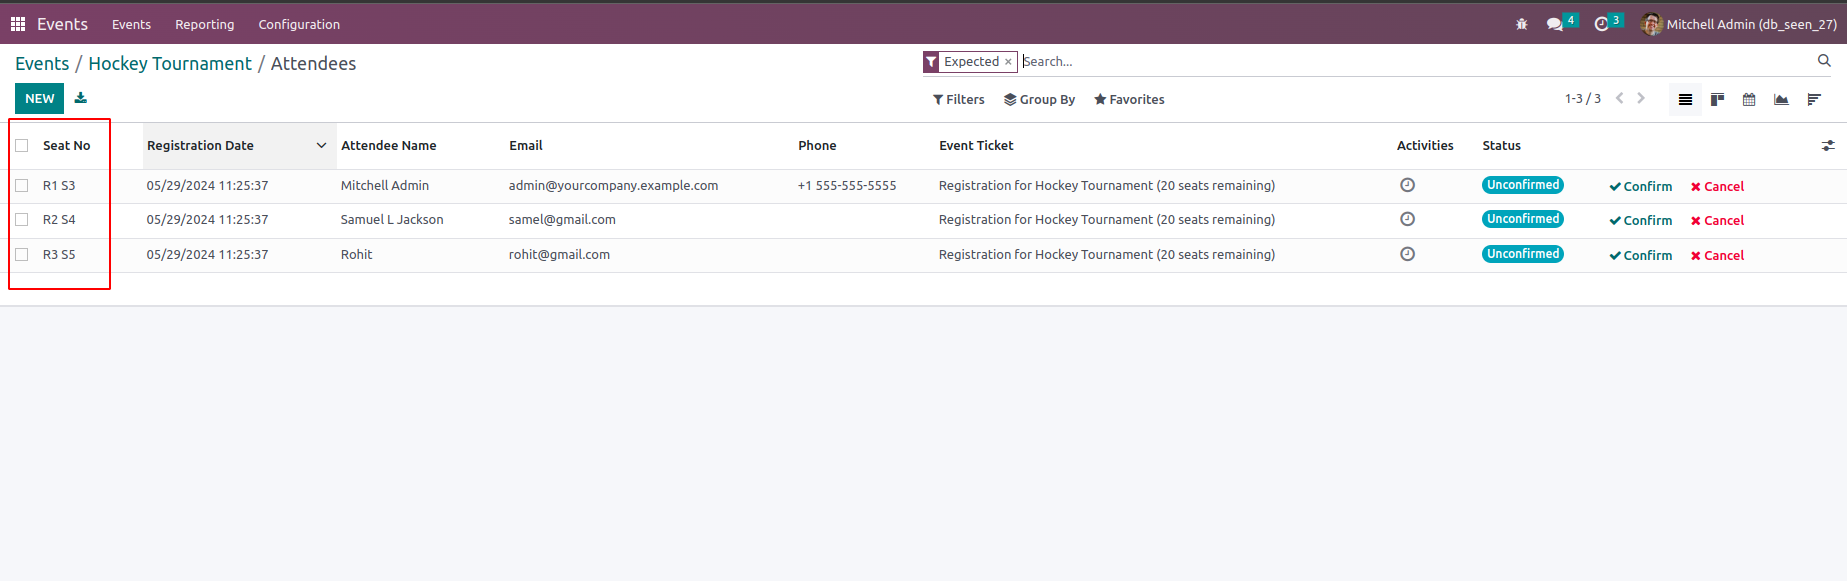 Events Events Reporting Configuration 4 3 Mitchell Admin (db_seen_27)
Events / Hockey Tournament / Attendees Expected × Search...
NEW Filters Group By Favorites 1-3 / 3
Seat No Registration Date Attendee Name Email Phone Event Ticket Activities Status
R1 S3 05/29/2024 11:25:37 Mitchell Admin admin@yourcompany.example.com +1 555-555-5555 Registration for Hockey Tournament (20 seats remaining) Unconfirmed Confirm Cancel
R2 S4 05/29/2024 11:25:37 Samuel L Jackson samel@gmail.com Registration for Hockey Tournament (20 seats remaining) Unconfirmed Confirm Cancel
R3 S5 05/29/2024 11:25:37 Rohit rohit@gmail.com Registration for Hockey Tournament (20 seats remaining) Unconfirmed Confirm Cancel